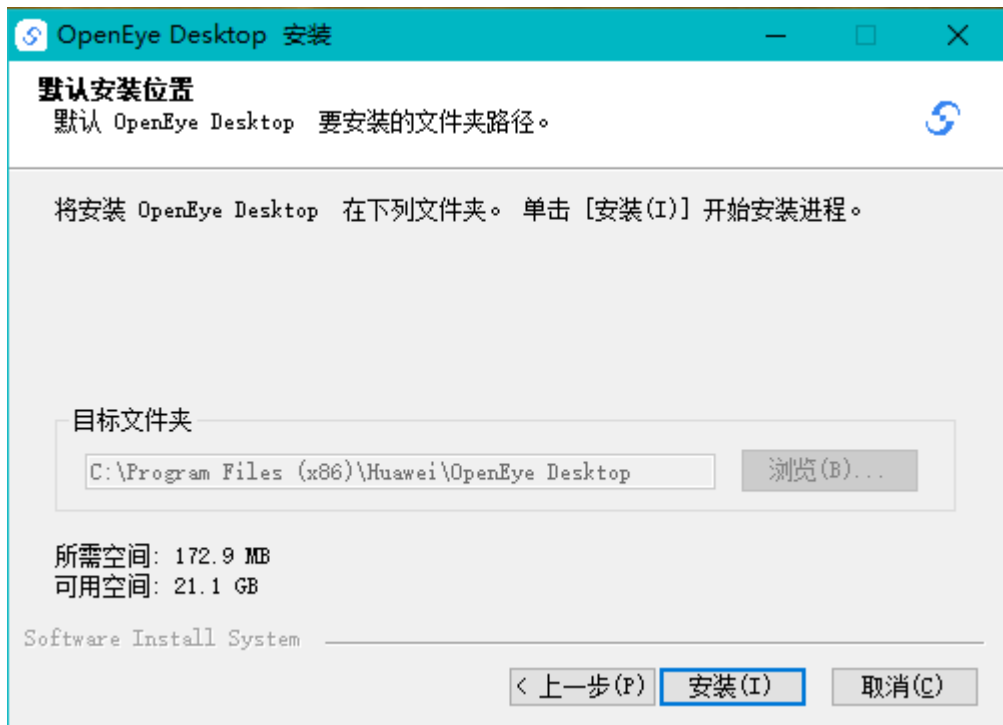 OpenEye Desktop 安装
默认安装位置
默认 OpenEye Desktop 要安装的文件夹路径。
将安装 OpenEye Desktop 在下列文件夹。 单击 [安装(I)] 开始安装进程。
目标文件夹
C:\Program Files (x86)\Huawei\OpenEye Desktop
浏览(B)...
所需空间: 172.9 MB
可用空间: 21.1 GB
Software Install System
< 上一步(P)
安装(I)
取消(C)